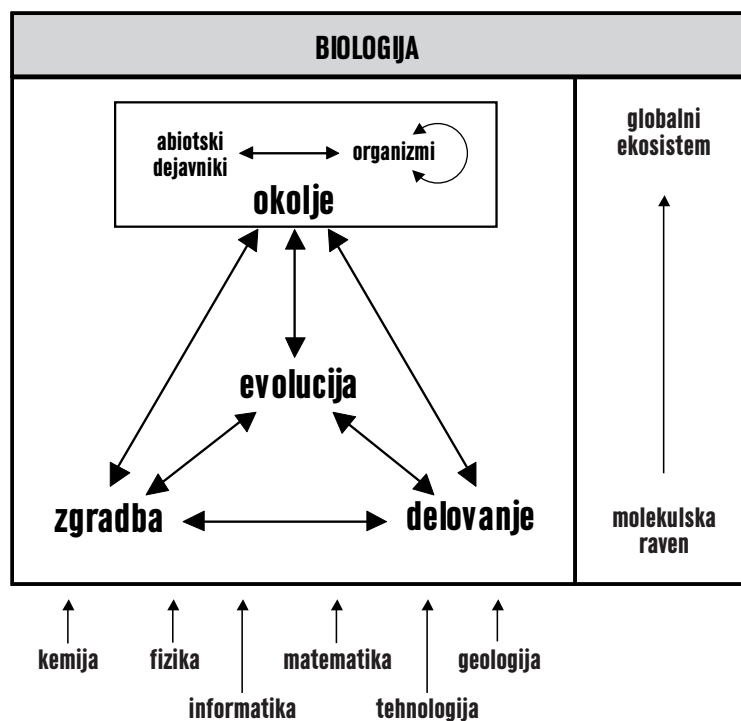 BIOLOGIJA
abiotski
dejavniki
organizmi
okolje
evolucija
zgradba
delovanje
globalni
ekosistem
molekulska
raven
kemija
fizika
matematika
geologija
informatika
tehnologija